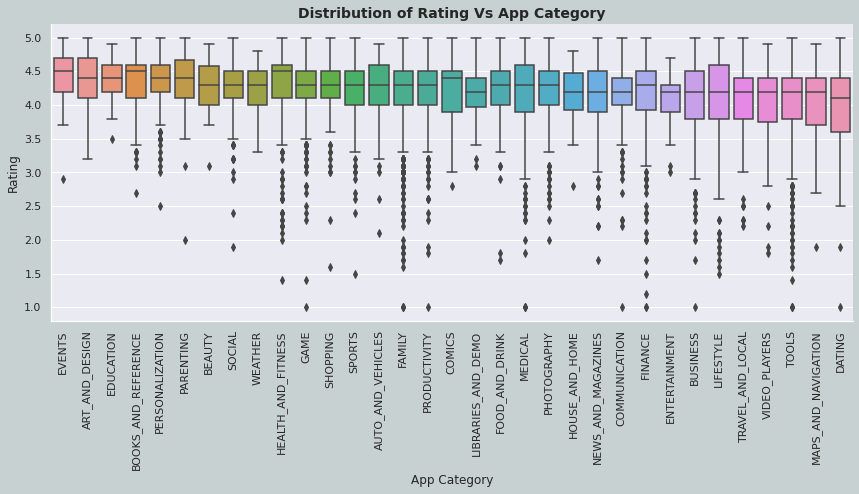 Distribution of Rating Vs App Category
Rating
5.0
4.5
4.0
3.5
3.0
2.5
2.0
1.5
1.0
EVENTS
ART_AND_DESIGN
EDUCATION
BOOKS_AND_REFERENCE
PERSONALIZATION
PARENTING
BEAUTY
SOCIAL
WEATHER
HEALTH_AND_FITNESS
GAME
SHOPPING
SPORTS
AUTO_AND_VEHICLES
FAMILY
PRODUCTIVITY
COMICS
LIBRARIES_AND_DEMO
FOOD_AND_DRINK
MEDICAL
PHOTOGRAPHY
HOUSE_AND_HOME
NEWS_AND_MAGAZINES
COMMUNICATION
FINANCE
ENTERTAINMENT
BUSINESS
LIFESTYLE
TRAVEL_AND_LOCAL
VIDEO_PLAYERS
TOOLS
MAPS_AND_NAVIGATION
DATING
App Category